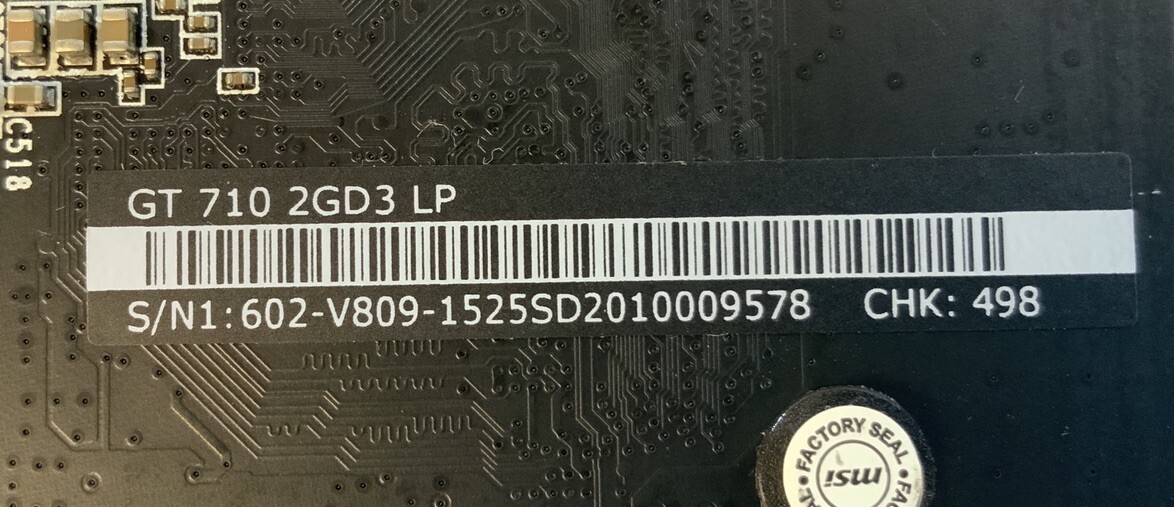 C518
GT 710 2GD3 LP
S/N1:602-V809-1525SD2010009578 CHK: 498
FACTORY SEAL
msi